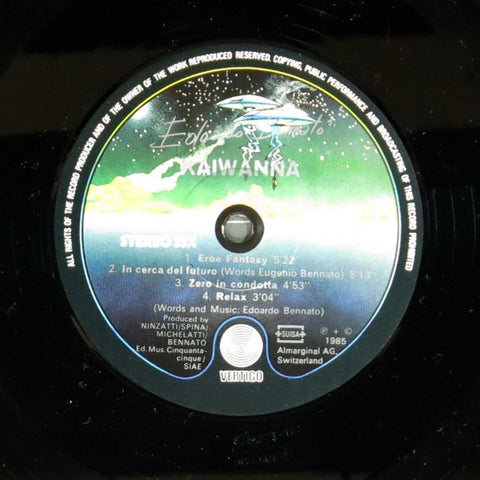 ALL RIGHTS OF THE RECORD PRODUCER AND OF THE OWNER OF THE WORK REPRODUCED RESERVED. COPYING, PUBLIC PERFORMANCE AND BROADCASTING OF THIS RECORD PROHIBITED
Edoardo Bennato
KAIWANNA
STEREO 33
1. Eroe Fantasy 5'22"
2. In cerca del futuro (Words Eugenio Bennato) 5'13"
3. Zero in condotta 4'53"
4. Relax 3'04"
(Words and Music: Edoardo Bennato)
Produced by
NINZATTI/SPINA/
MICHELATTI/
BENNATO
Ed. Mus. Cinquanta-
cinque /
SIAE
SUISA
℗ + ©
1985
Almarginal AG,
Switzerland
VERTIGO